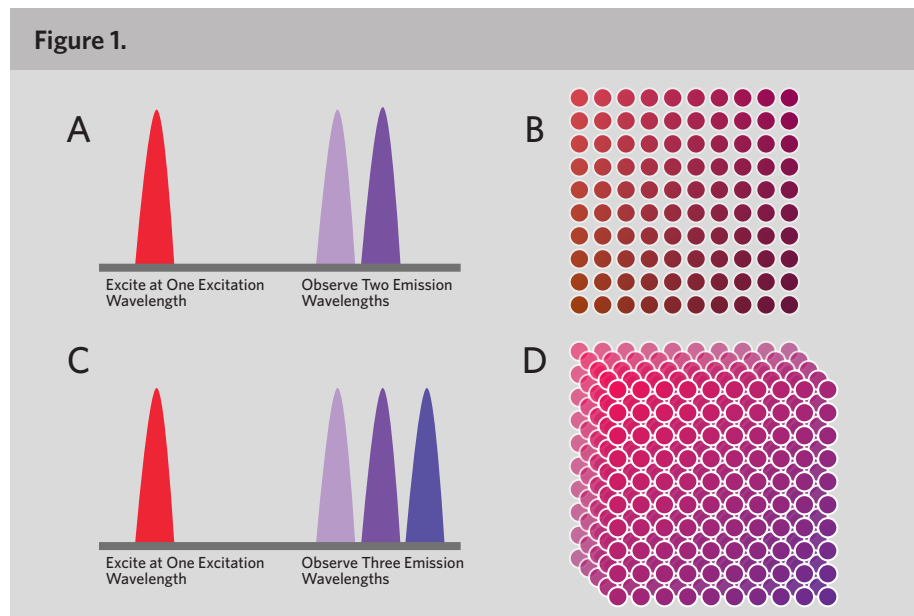 Figure 1.
A
Excite at One Excitation
Wavelength
Observe Two Emission
Wavelengths
B
C
Excite at One Excitation
Wavelength
Observe Three Emission
Wavelengths
D